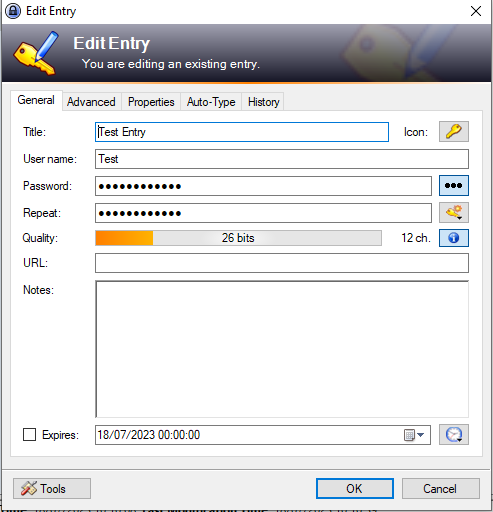 Edit Entry
Edit Entry
You are editing an existing entry.
General Advanced Properties Auto-Type History
Title: Test Entry Icon:
User name: Test
Password: ●●●●●●●●●●●● ●●●
Repeat: ●●●●●●●●●●●●
Quality: 26 bits 12 ch.
URL:
Notes:
Expires: 18/07/2023 00:00:00
Tools OK Cancel